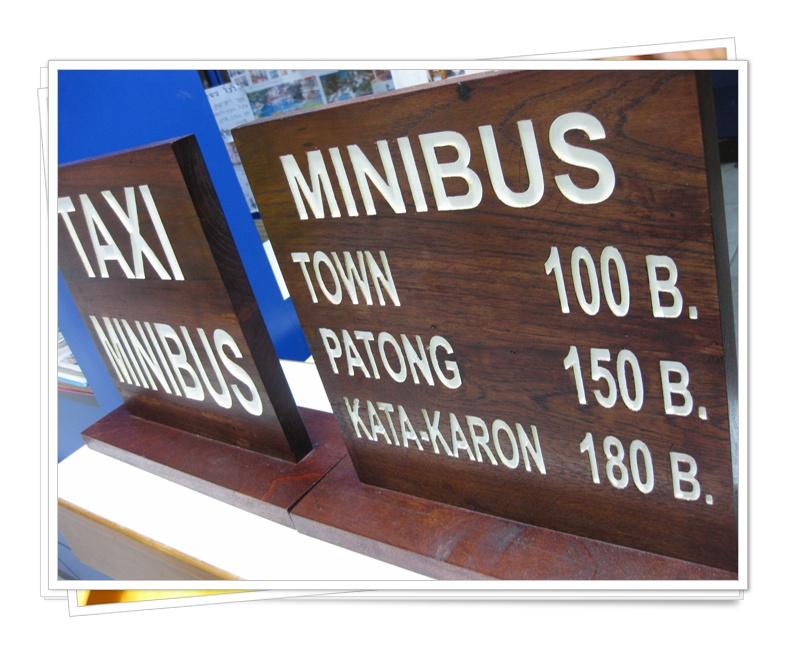 TAXI
MINIBUS
MINIBUS
TOWN 100 B.
PATONG 150 B.
KATA-KARON 180 B.